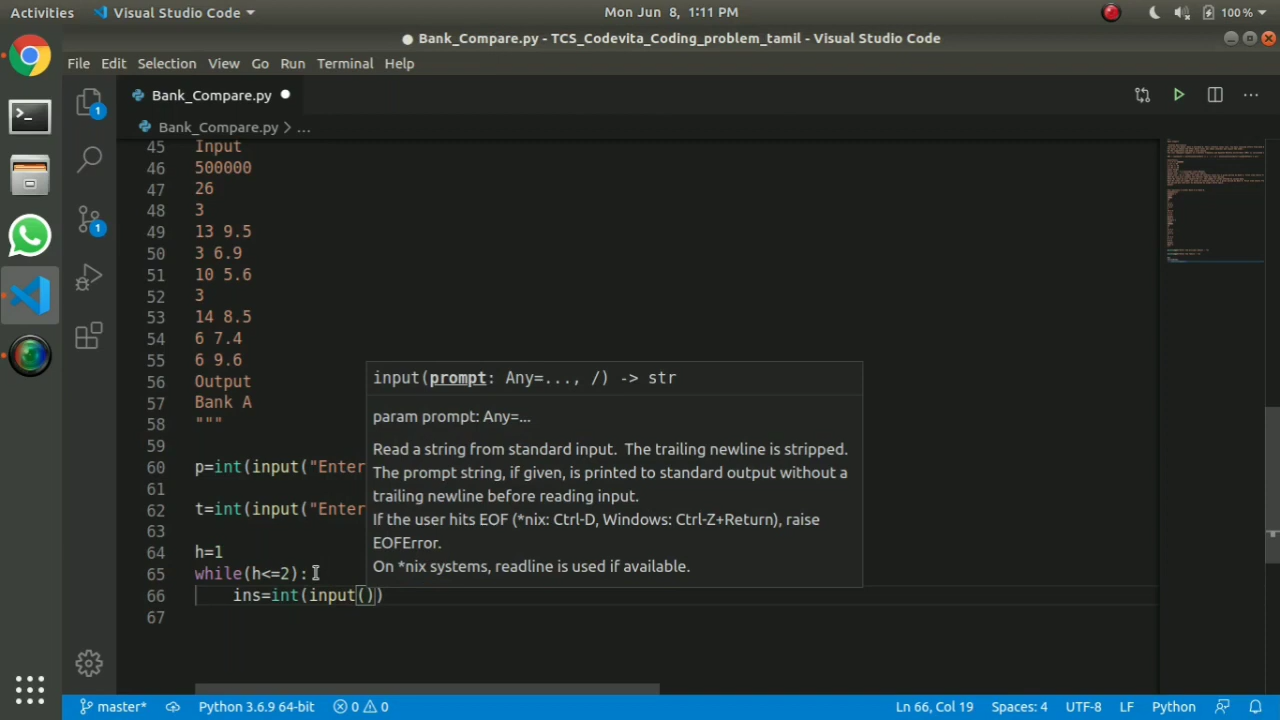 Activities
Visual Studio Code
Mon Jun 8, 1:11 PM
100 %
● Bank_Compare.py - TCS_Codevita_Coding_problem_tamil - Visual Studio Code
File Edit Selection View Go Run Terminal Help
1
Bank_Compare.py ●
Bank_Compare.py > ...
45 Input
46 500000
47 26
48 3
49 13 9.5
50 3 6.9
51 10 5.6
52 3
53 14 8.5
54 6 7.4
55 6 9.6
56 Output
57 Bank A
58 """
59
60 p=int(input("Enter
61
62 t=int(input("Enter
63
64 h=1
65 while(h<=2):
66 ins=int(input())
67
input(prompt: Any=..., /) -> str
param prompt: Any=...
Read a string from standard input. The trailing newline is stripped.
The prompt string, if given, is printed to standard output without a
trailing newline before reading input.
If the user hits EOF (*nix: Ctrl-D, Windows: Ctrl-Z+Return), raise
EOFError.
On *nix systems, readline is used if available.
1
master* Python 3.6.9 64-bit 0 0 Ln 66, Col 19 Spaces: 4 UTF-8 LF Python